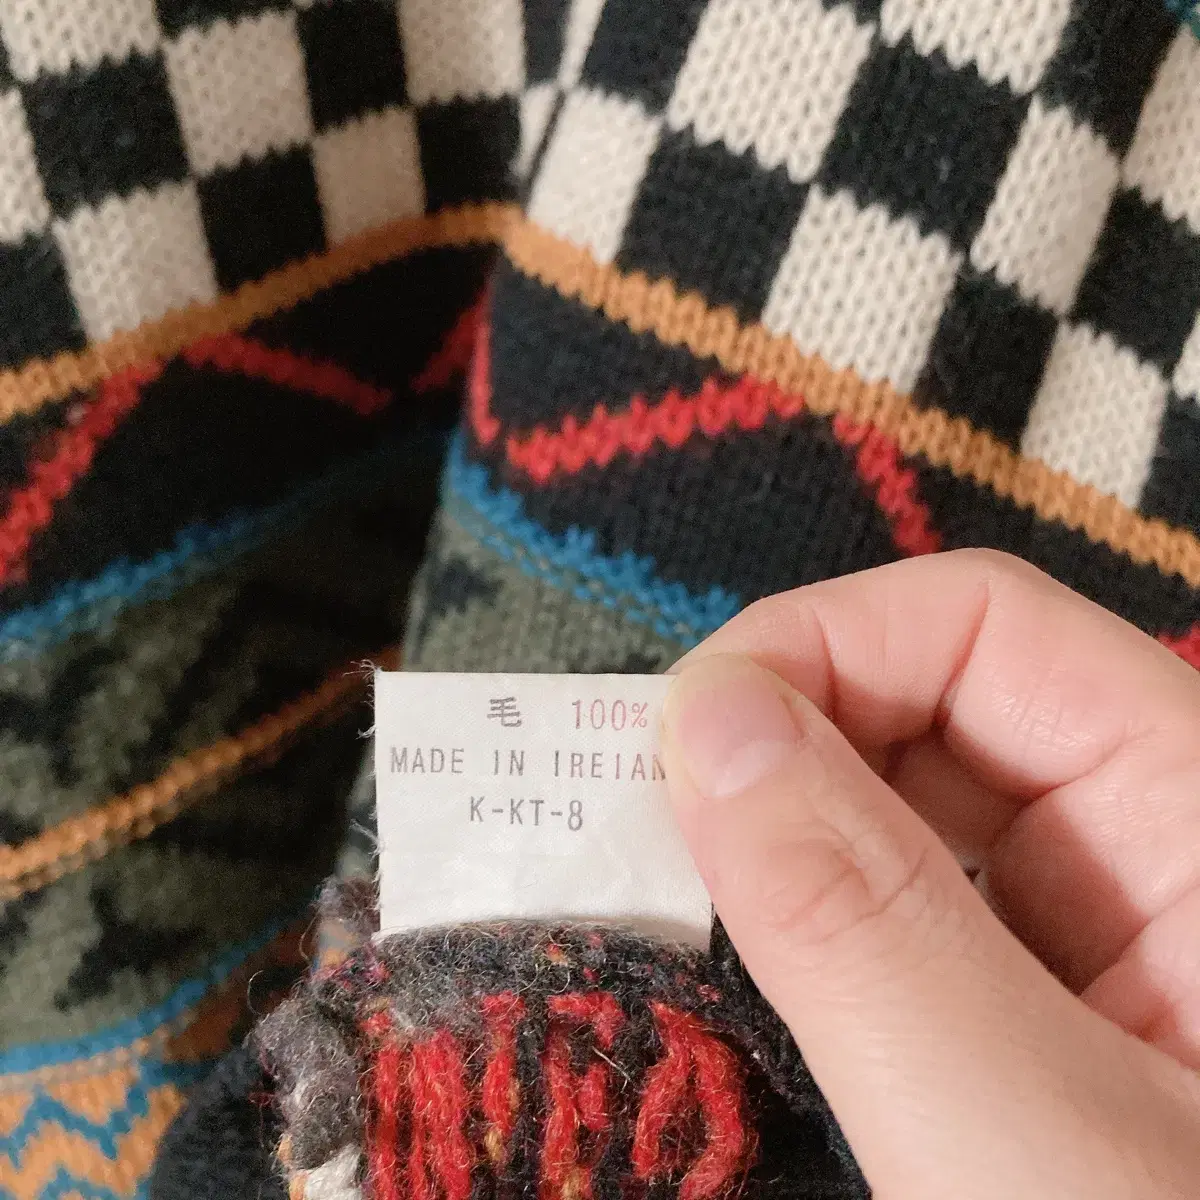 毛 100%
MADE IN IREIAN
K-KT-8